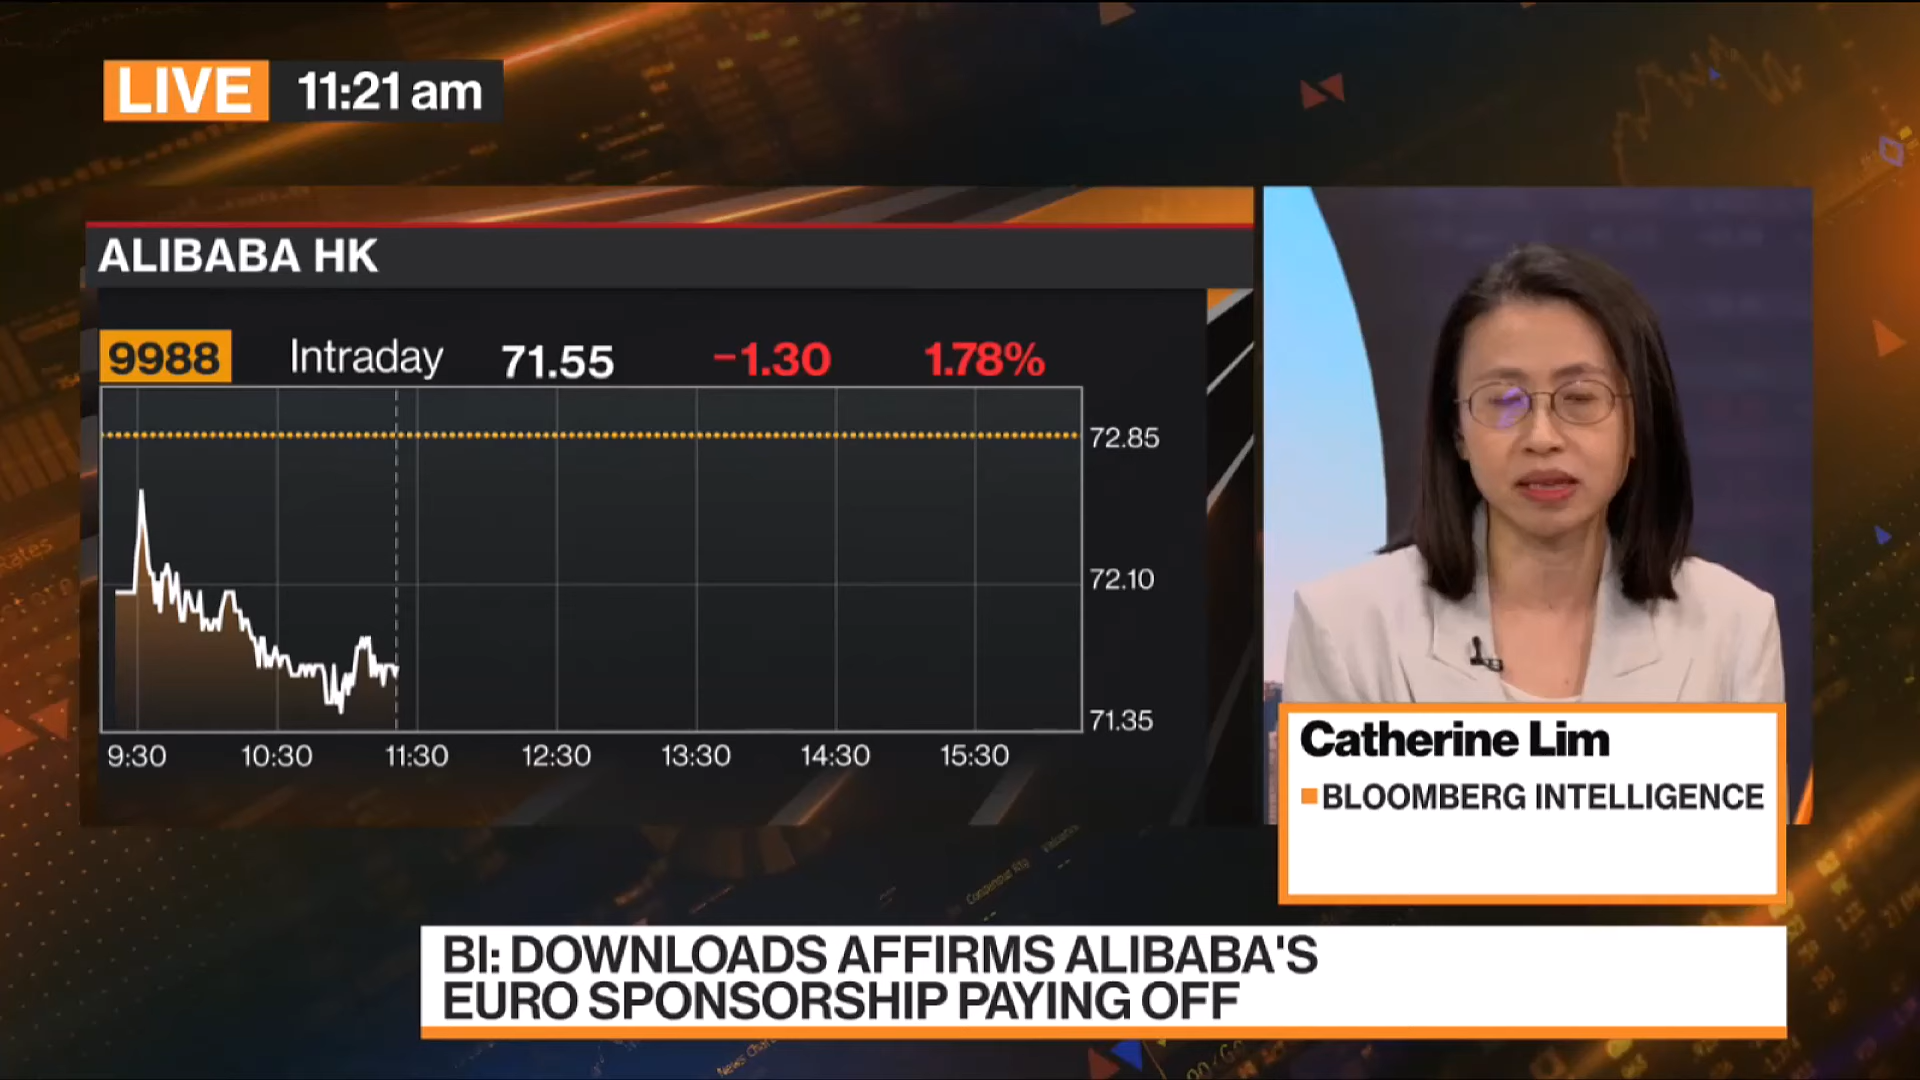 LIVE 11:21 am
ALIBABA HK
9988 Intraday 71.55 -1.30 1.78%
72.85
72.10
71.35
9:30 10:30 11:30 12:30 13:30 14:30 15:30
Catherine Lim
BLOOMBERG INTELLIGENCE
BI: DOWNLOADS AFFIRMS ALIBABA'S
EURO SPONSORSHIP PAYING OFF
Rates